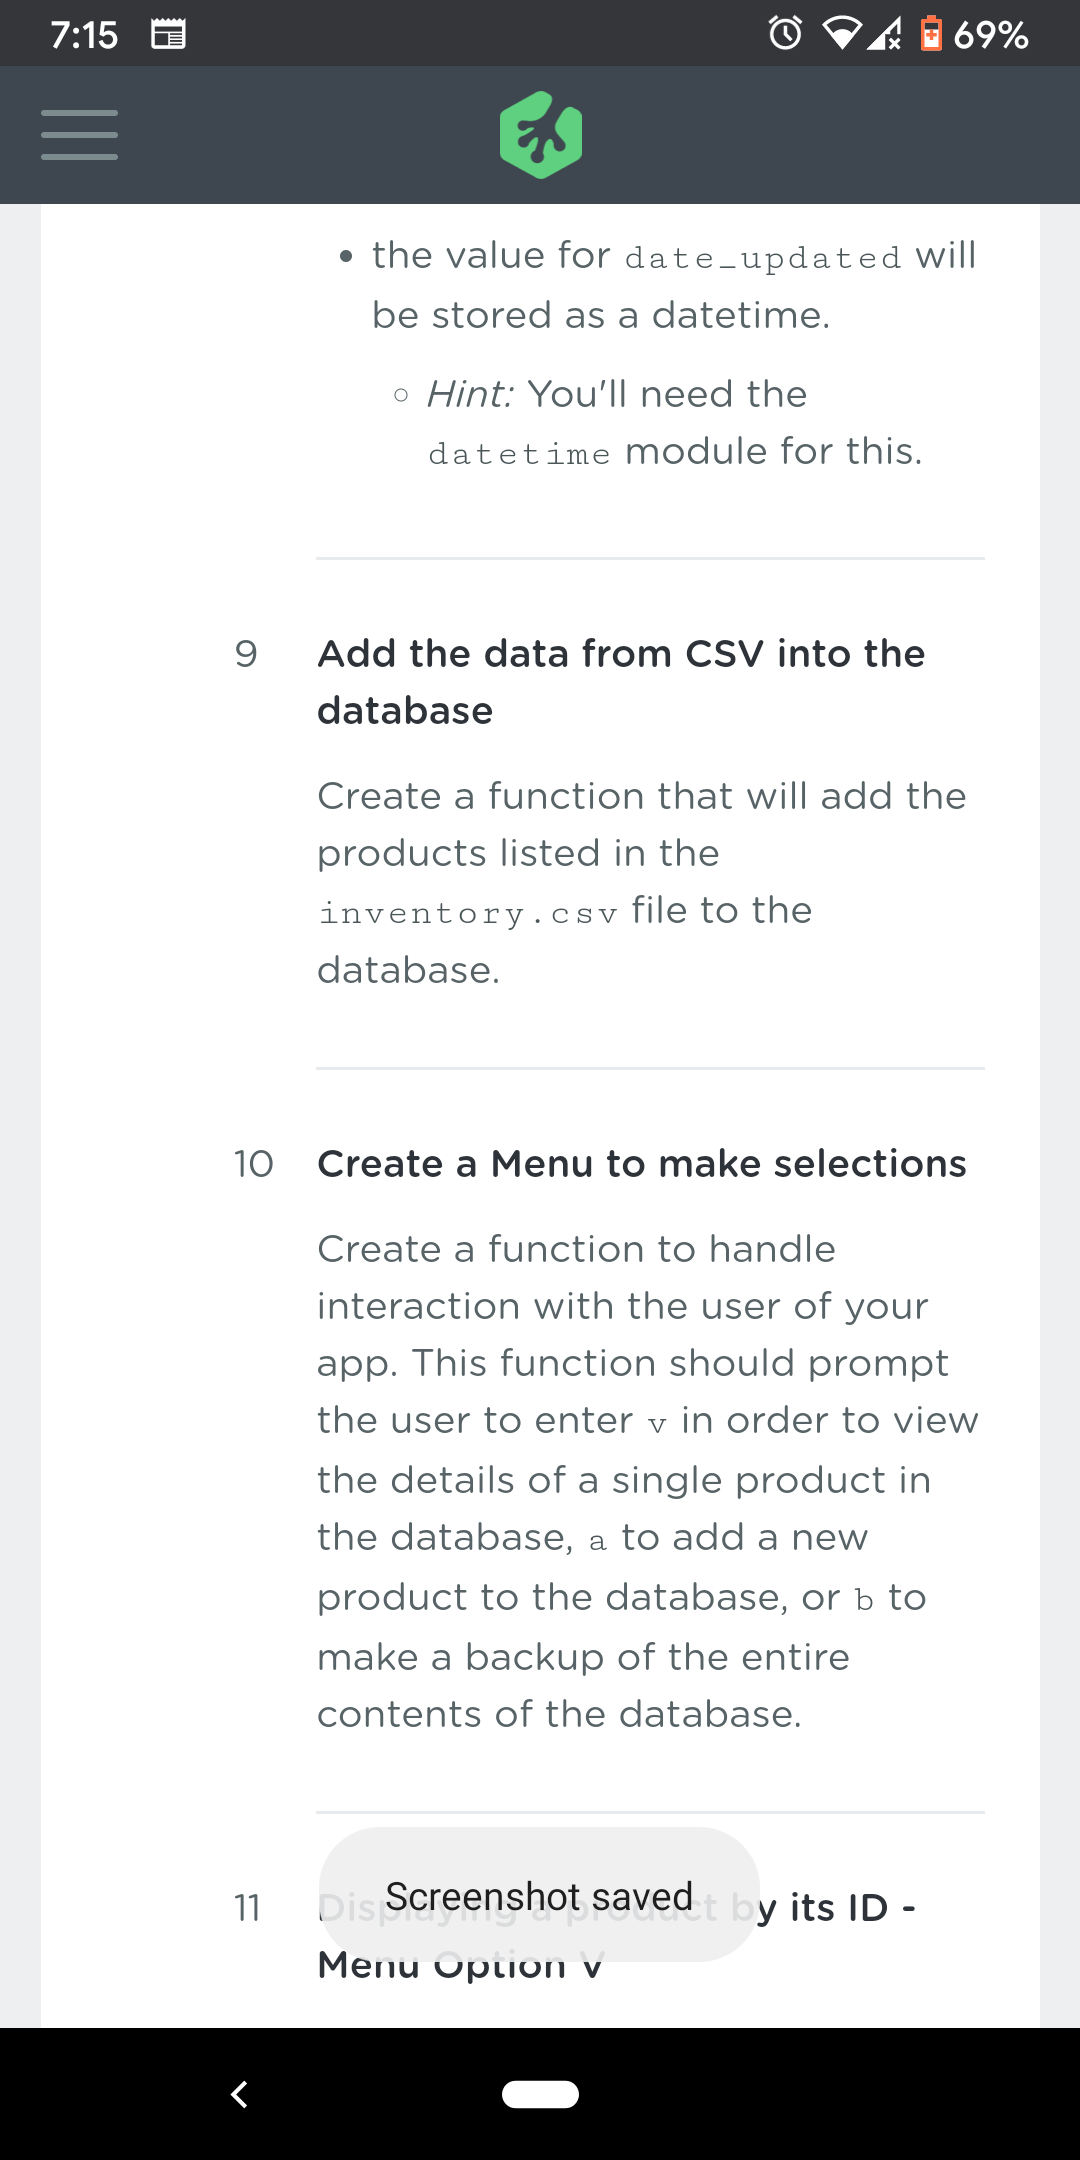 7:15
69%
• the value for date_updated will
be stored as a datetime.
○ Hint: You'll need the
datetime module for this.
9 Add the data from CSV into the
database
Create a function that will add the
products listed in the
inventory.csv file to the
database.
10 Create a Menu to make selections
Create a function to handle
interaction with the user of your
app. This function should prompt
the user to enter v in order to view
the details of a single product in
the database, a to add a new
product to the database, or b to
make a backup of the entire
contents of the database.
11 Displaying a product by its ID -
Screenshot saved
Menu Option V